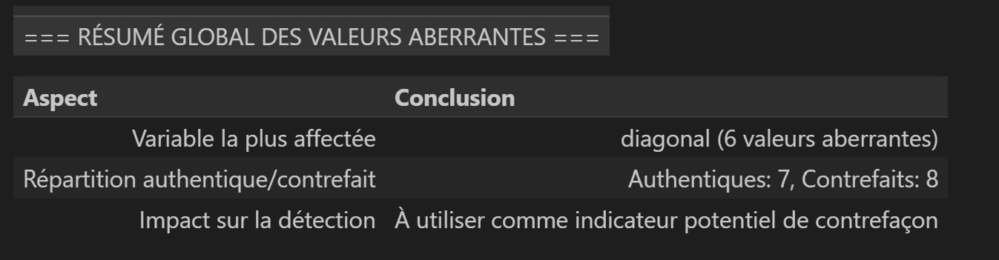 === RÉSUMÉ GLOBAL DES VALEURS ABERRANTES ===
Aspect Conclusion
Variable la plus affectée diagonal (6 valeurs aberrantes)
Répartition authentique/contrefait Authentiques: 7, Contrefaits: 8
Impact sur la détection À utiliser comme indicateur potentiel de contrefaçon